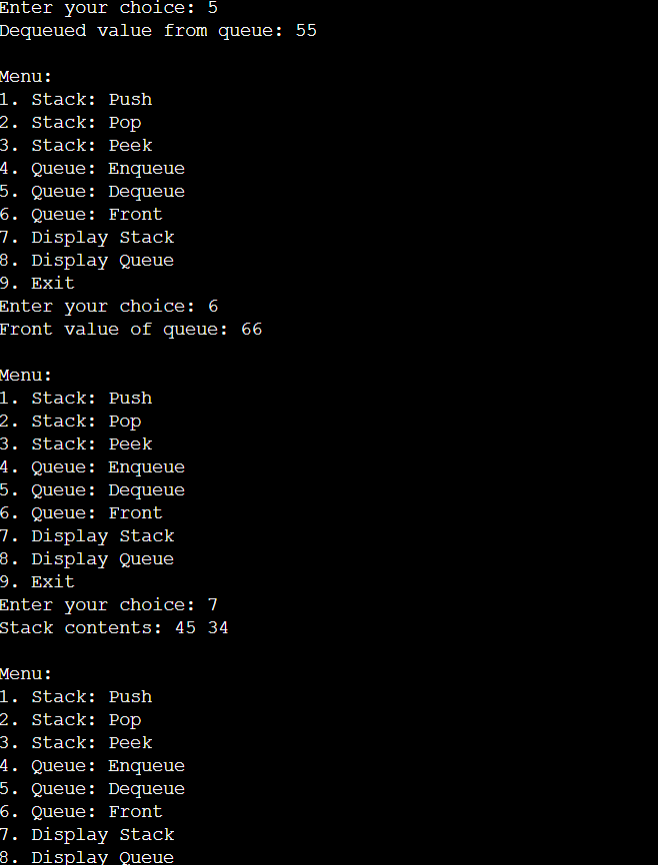 Enter your choice: 5
Dequeued value from queue: 55
Menu:
1. Stack: Push
2. Stack: Pop
3. Stack: Peek
4. Queue: Enqueue
5. Queue: Dequeue
6. Queue: Front
7. Display Stack
8. Display Queue
9. Exit
Enter your choice: 6
Front value of queue: 66
Menu:
1. Stack: Push
2. Stack: Pop
3. Stack: Peek
4. Queue: Enqueue
5. Queue: Dequeue
6. Queue: Front
7. Display Stack
8. Display Queue
9. Exit
Enter your choice: 7
Stack contents: 45 34
Menu:
1. Stack: Push
2. Stack: Pop
3. Stack: Peek
4. Queue: Enqueue
5. Queue: Dequeue
6. Queue: Front
7. Display Stack
8. Display Queue